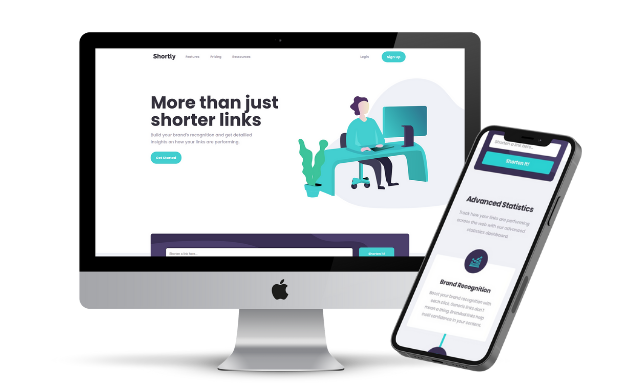 Shortly
Features
Pricing
Resources
Login
Sign Up
More than just
shorter links
Build your brand's recognition and get detailed
insights on how your links are performing.
Get Started
Shorten a link here...
Shorten It!
Shorten a link here...
Shorten It!
Advanced Statistics
Track how your links are performing
across the web with our advanced
statistics dashboard.
Brand Recognition
Boost your brand recognition with
each click. Generic links don't
mean a thing. Branded links help
instil confidence in your content.